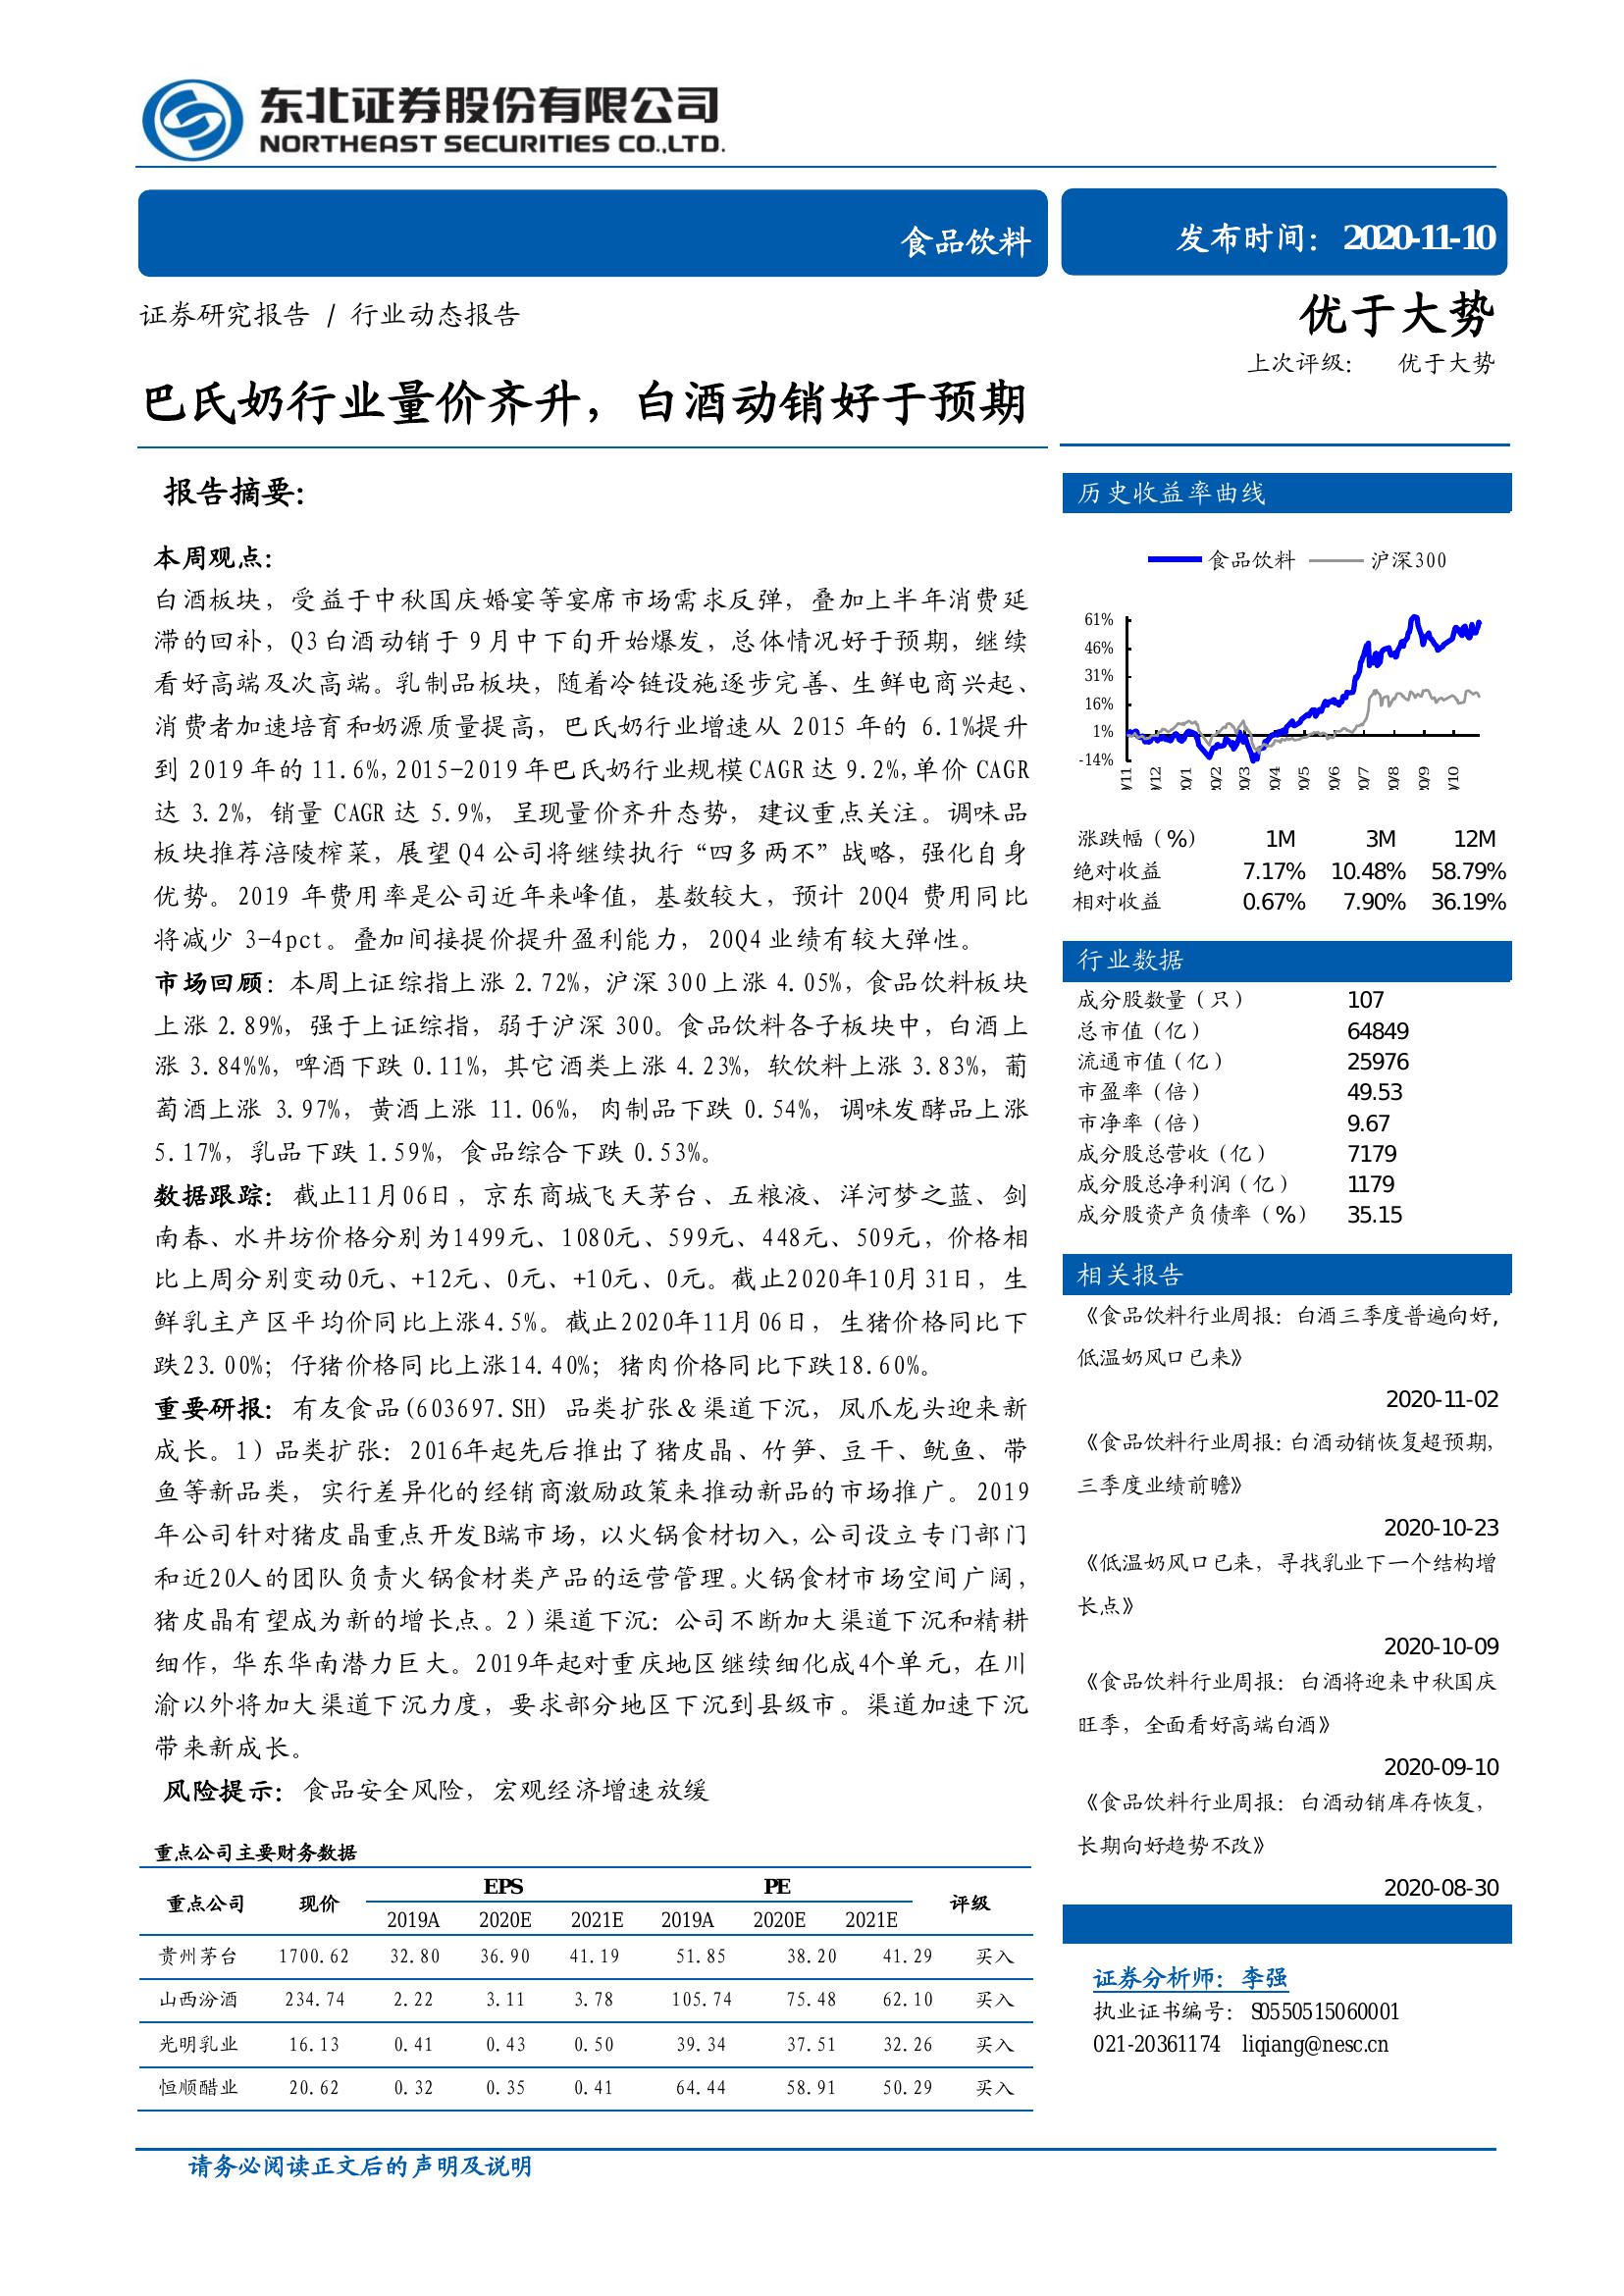 东北证券股份有限公司
NORTHEAST SECURITIES CO.,LTD.
食品饮料
发布时间：2020-11-10
证券研究报告 / 行业动态报告
优于大势
上次评级： 优于大势
巴氏奶行业量价齐升，白酒动销好于预期
报告摘要：
本周观点：
白酒板块，受益于中秋国庆婚宴等宴席市场需求反弹，叠加上半年消费延
滞的回补，Q3白酒动销于 9 月中下旬开始爆发，总体情况好于预期，继续
看好高端及次高端。乳制品板块，随着冷链设施逐步完善、生鲜电商兴起、
消费者加速培育和奶源质量提高，巴氏奶行业增速从 2015 年的 6.1%提升
到 2019 年的 11.6%,2015-2019 年巴氏奶行业规模 CAGR 达 9.2%,单价 CAGR
达 3.2%，销量 CAGR 达 5.9%，呈现量价齐升态势，建议重点关注。调味品
板块推荐涪陵榨菜，展望 Q4 公司将继续执行“四多两不”战略，强化自身
优势。2019 年费用率是公司近年来峰值，基数较大，预计 20Q4 费用同比
将减少 3-4pct。叠加间接提价提升盈利能力，20Q4 业绩有较大弹性。
市场回顾：本周上证综指上涨 2.72%，沪深 300 上涨 4.05%，食品饮料板块
上涨 2.89%，强于上证综指，弱于沪深 300。食品饮料各子板块中，白酒上
涨 3.84%%，啤酒下跌 0.11%，其它酒类上涨 4.23%，软饮料上涨 3.83%，葡
萄酒上涨 3.97%，黄酒上涨 11.06%，肉制品下跌 0.54%，调味发酵品上涨
5.17%，乳品下跌 1.59%，食品综合下跌 0.53%。
数据跟踪：截止11月06日，京东商城飞天茅台、五粮液、洋河梦之蓝、剑
南春、水井坊价格分别为1499元、1080元、599元、448元、509元，价格相
比上周分别变动0元、+12元、0元、+10元、0元。截止2020年10月31日，生
鲜乳主产区平均价同比上涨4.5%。截止2020年11月06日，生猪价格同比下
跌23.00%；仔猪价格同比上涨14.40%；猪肉价格同比下跌18.60%。
重要研报：有友食品(603697.SH) 品类扩张＆渠道下沉，凤爪龙头迎来新
成长。1）品类扩张：2016年起先后推出了猪皮晶、竹笋、豆干、鱿鱼、带
鱼等新品类，实行差异化的经销商激励政策来推动新品的市场推广。2019
年公司针对猪皮晶重点开发B端市场，以火锅食材切入，公司设立专门部门
和近20人的团队负责火锅食材类产品的运营管理。火锅食材市场空间广阔，
猪皮晶有望成为新的增长点。2）渠道下沉：公司不断加大渠道下沉和精耕
细作，华东华南潜力巨大。2019年起对重庆地区继续细化成4个单元，在川
渝以外将加大渠道下沉力度，要求部分地区下沉到县级市。渠道加速下沉
带来新成长。
风险提示：食品安全风险，宏观经济增速放缓
重点公司主要财务数据
重点公司 现价 EPS PE 评级
2019A 2020E 2021E 2019A 2020E 2021E
贵州茅台 1700.62 32.80 36.90 41.19 51.85 38.20 41.29 买入
山西汾酒 234.74 2.22 3.11 3.78 105.74 75.48 62.10 买入
光明乳业 16.13 0.41 0.43 0.50 39.34 37.51 32.26 买入
恒顺醋业 20.62 0.32 0.35 0.41 64.44 58.91 50.29 买入
历史收益率曲线
食品饮料 沪深300
61%
46%
31%
16%
1%
-14%
/11 /12 0/1 0/2 0/3 0/4 0/5 0/6 0/7 0/8 0/9 /10
涨跌幅（%） 1M 3M 12M
绝对收益 7.17% 10.48% 58.79%
相对收益 0.67% 7.90% 36.19%
行业数据
成分股数量（只） 107
总市值（亿） 64849
流通市值（亿） 25976
市盈率（倍） 49.53
市净率（倍） 9.67
成分股总营收（亿） 7179
成分股总净利润（亿） 1179
成分股资产负债率（%） 35.15
相关报告
《食品饮料行业周报：白酒三季度普遍向好，
低温奶风口已来》
2020-11-02
《食品饮料行业周报：白酒动销恢复超预期，
三季度业绩前瞻》
2020-10-23
《低温奶风口已来，寻找乳业下一个结构增
长点》
2020-10-09
《食品饮料行业周报：白酒将迎来中秋国庆
旺季，全面看好高端白酒》
2020-09-10
《食品饮料行业周报：白酒动销库存恢复，
长期向好趋势不改》
2020-08-30
证券分析师：李强
执业证书编号：S0550515060001
021-20361174 liqiang@nesc.cn
请务必阅读正文后的声明及说明